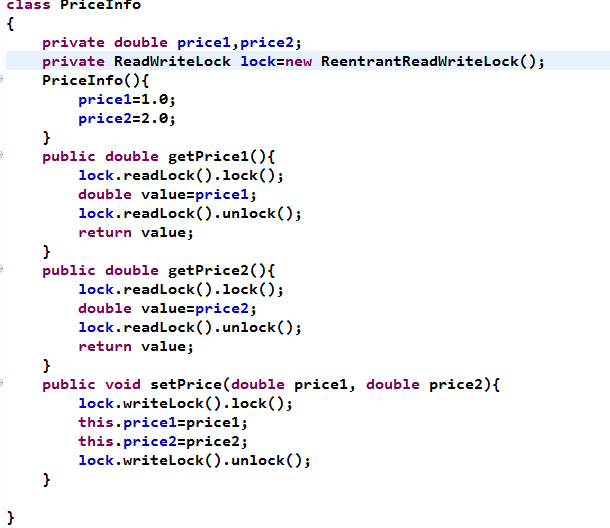 class PriceInfo
{
    private double price1,price2;
    private ReadWriteLock lock=new ReentrantReadWriteLock();
    PriceInfo(){
        price1=1.0;
        price2=2.0;
    }
    public double getPrice1(){
        lock.readLock().lock();
        double value=price1;
        lock.readLock().unlock();
        return value;
    }
    public double getPrice2(){
        lock.readLock().lock();
        double value=price2;
        lock.readLock().unlock();
        return value;
    }
    public void setPrice(double price1, double price2){
        lock.writeLock().lock();
        this.price1=price1;
        this.price2=price2;
        lock.writeLock().unlock();
    }

}